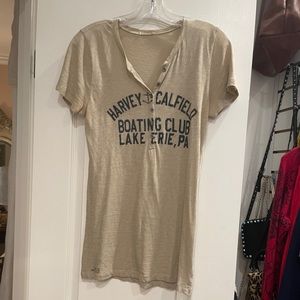 HARVEY CALFIELD
BOATING CLUB
LAKE ERIE, PA